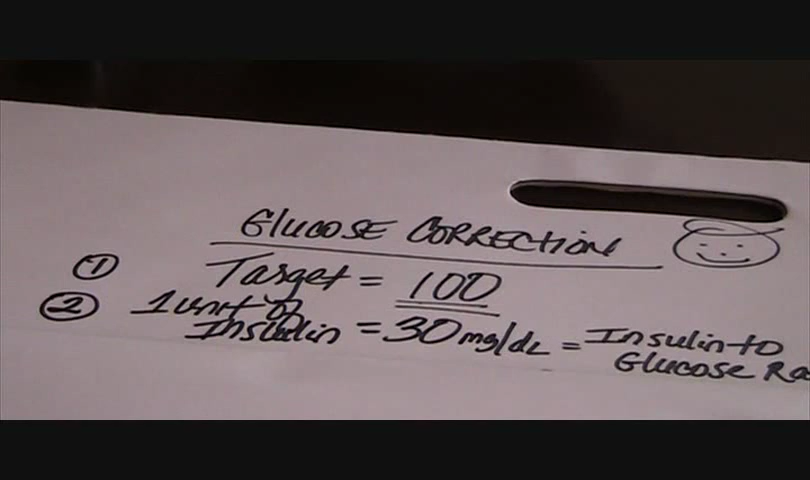 GLUCOSE CORRECTION
① Target = 100
② 1 unit of
Insulin = 30 mg/dL = Insulin to
Glucose Ra